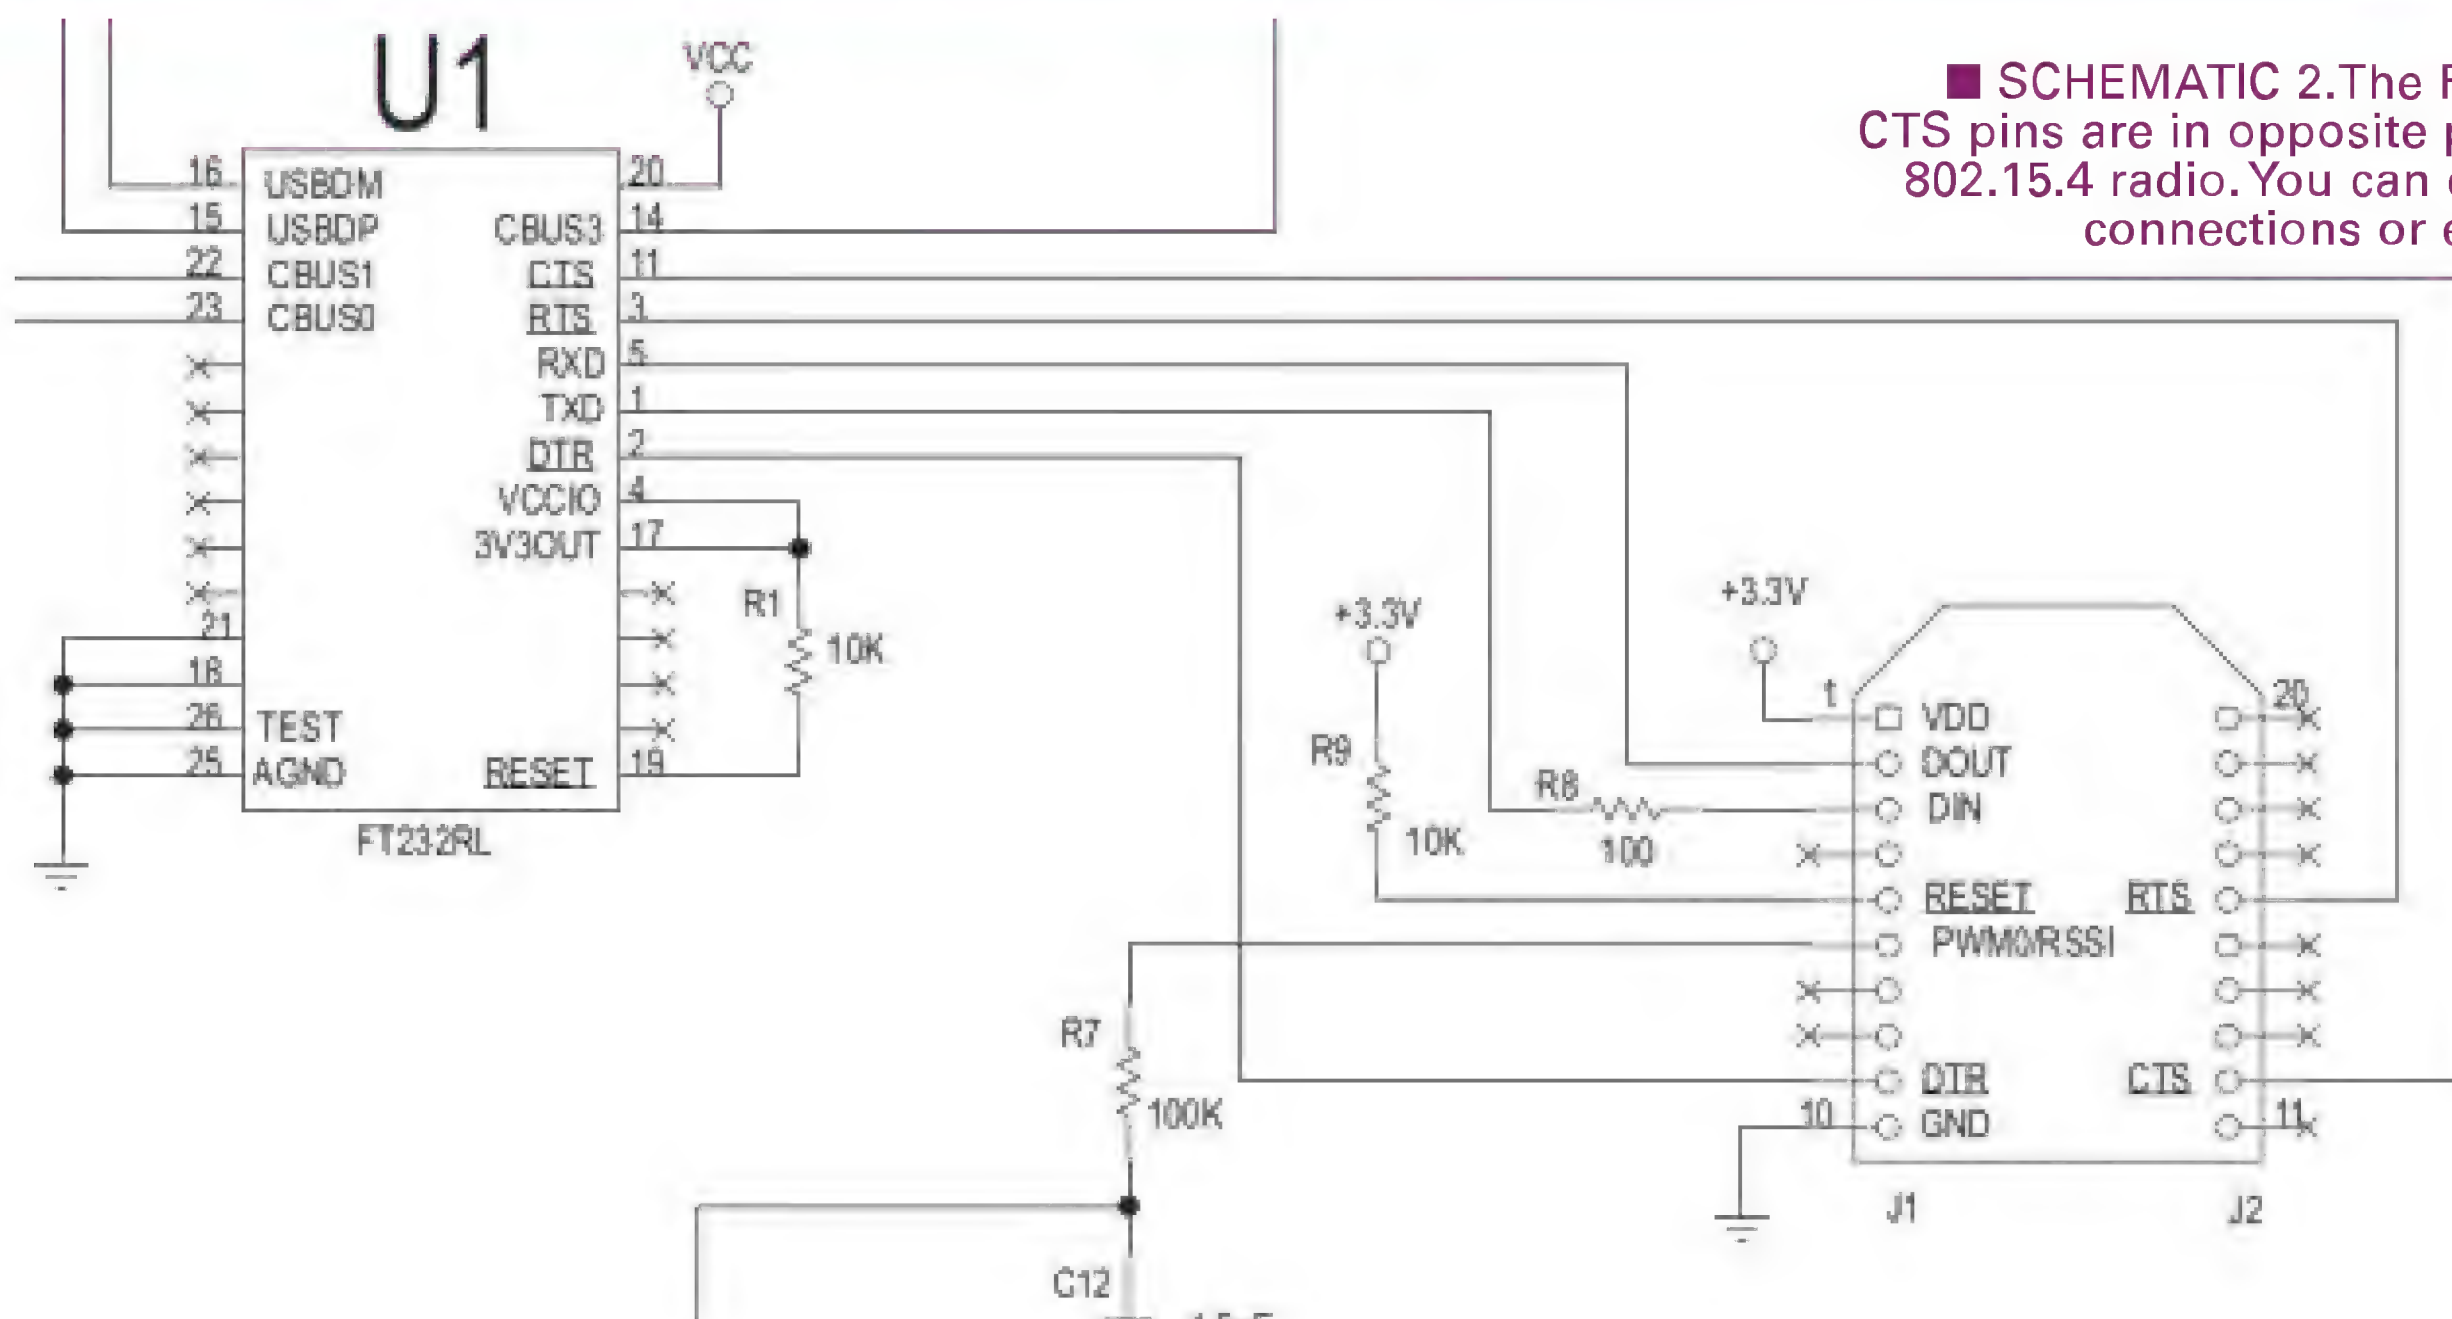 U1
VCC
■ SCHEMATIC 2. The
CTS pins are in opposite
802.15.4 radio. You can
connections or
16 USBDM
15 USBDP
22 CBUS1
23 CBUS0
21
18
26 TEST
25 AGND
20
CBUS3 14
CTS 11
RTS 3
RXD 5
TXD 1
DTR 2
VCCIO 4
3V3OUT 17
RESET 19
FT232RL
R1
10K
+3.3V
R9
10K
R8
100
R7
100K
C12
+3.3V
1
VDD
DOUT
DIN
RESET
PWM0/RSSI
DTR
10 GND
20
RTS
CTS
11
J1
J2